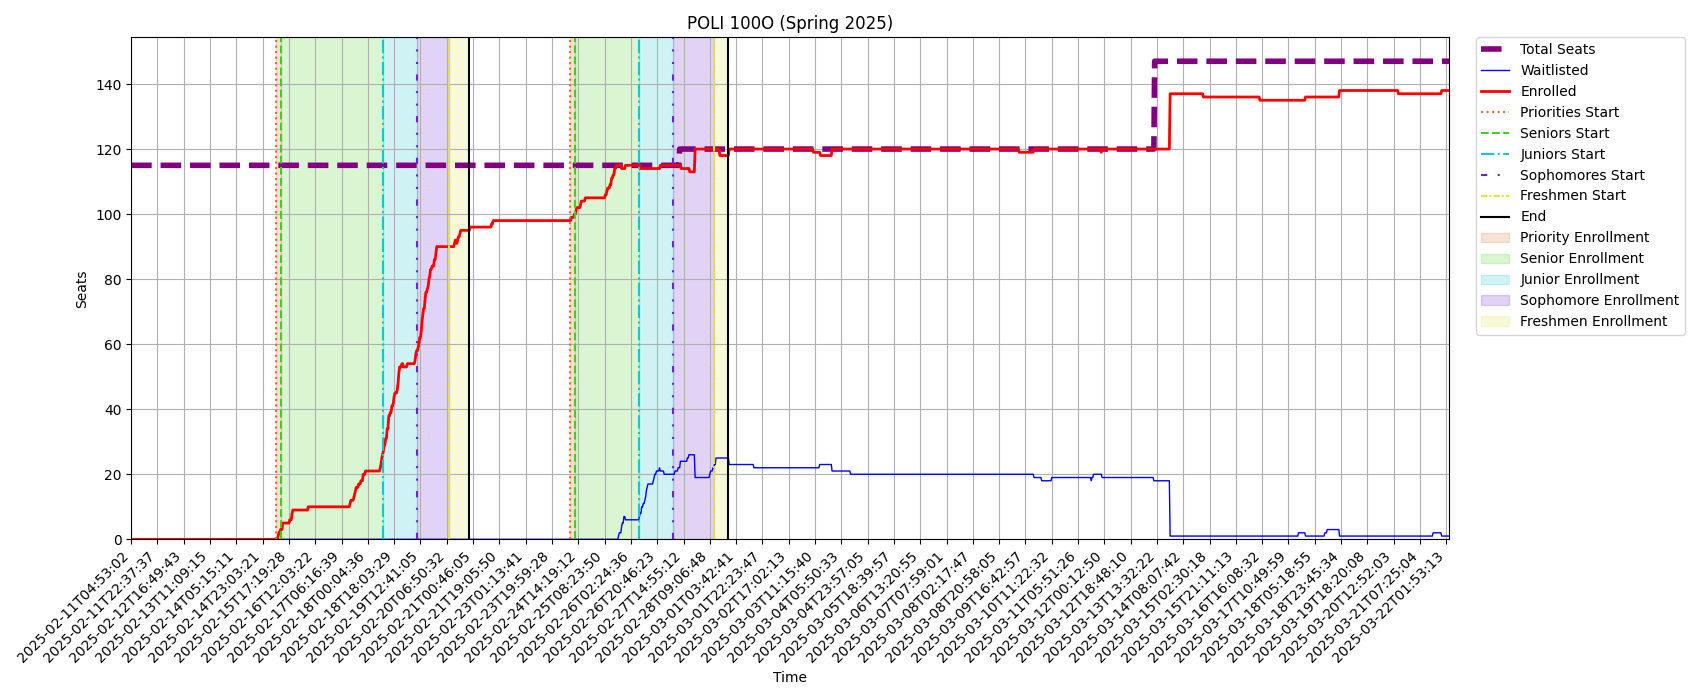 POLI 100O (Spring 2025)
140
120
100
80
60
40
20
0
Seats
2025-02-11T04:53:02
2025-02-11T22:37:37
2025-02-12T16:49:43
2025-02-13T11:09:15
2025-02-14T05:15:11
2025-02-14T23:03:21
2025-02-15T17:19:28
2025-02-16T12:03:22
2025-02-17T06:16:39
2025-02-18T00:04:36
2025-02-18T18:03:29
2025-02-19T12:41:05
2025-02-20T06:50:32
2025-02-21T00:46:05
2025-02-21T19:05:50
2025-02-23T01:13:41
2025-02-23T19:59:28
2025-02-24T14:19:12
2025-02-25T08:23:50
2025-02-26T02:24:36
2025-02-26T20:46:23
2025-02-27T14:55:12
2025-02-28T09:06:48
2025-03-01T03:42:41
2025-03-01T22:23:47
2025-03-02T17:02:13
2025-03-03T11:15:40
2025-03-04T05:50:33
2025-03-04T23:57:05
2025-03-05T18:39:57
2025-03-06T13:20:55
2025-03-07T07:59:01
2025-03-08T02:17:47
2025-03-08T20:58:05
2025-03-09T16:42:57
2025-03-10T11:22:32
2025-03-11T05:51:26
2025-03-12T00:12:50
2025-03-12T18:48:10
2025-03-13T13:32:22
2025-03-14T08:07:42
2025-03-15T02:30:18
2025-03-15T21:11:13
2025-03-16T16:08:32
2025-03-17T10:49:59
2025-03-18T05:18:55
2025-03-18T23:45:34
2025-03-19T18:20:08
2025-03-20T12:52:03
2025-03-21T07:25:04
2025-03-22T01:53:13
Time
Total Seats
Waitlisted
Enrolled
Priorities Start
Seniors Start
Juniors Start
Sophomores Start
Freshmen Start
End
Priority Enrollment
Senior Enrollment
Junior Enrollment
Sophomore Enrollment
Freshmen Enrollment